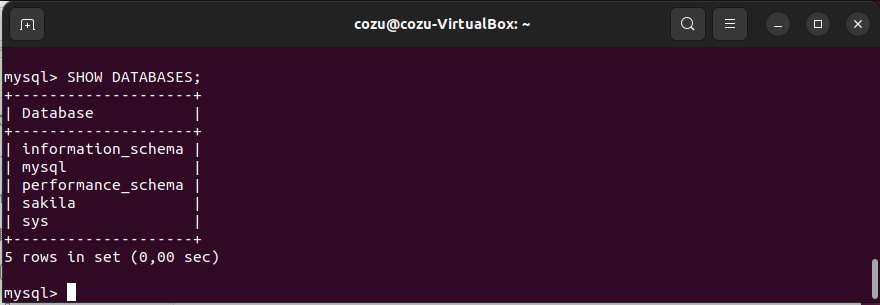 cozu@cozu-VirtualBox: ~
mysql> SHOW DATABASES;
+--------------------+
| Database           |
+--------------------+
| information_schema |
| mysql              |
| performance_schema |
| sakila             |
| sys                |
+--------------------+
5 rows in set (0,00 sec)
mysql>